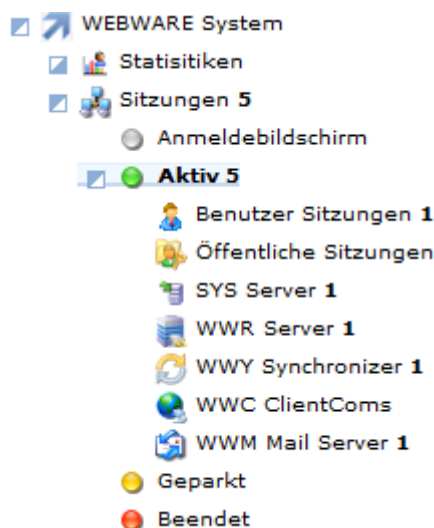 WEBWARE System
Statisitiken
Sitzungen 5
Anmeldebildschirm
Aktiv 5
Benutzer Sitzungen 1
Öffentliche Sitzungen
SYS Server 1
WWR Server 1
WWY Synchronizer 1
WWC ClientComs
WWM Mail Server 1
Geparkt
Beendet